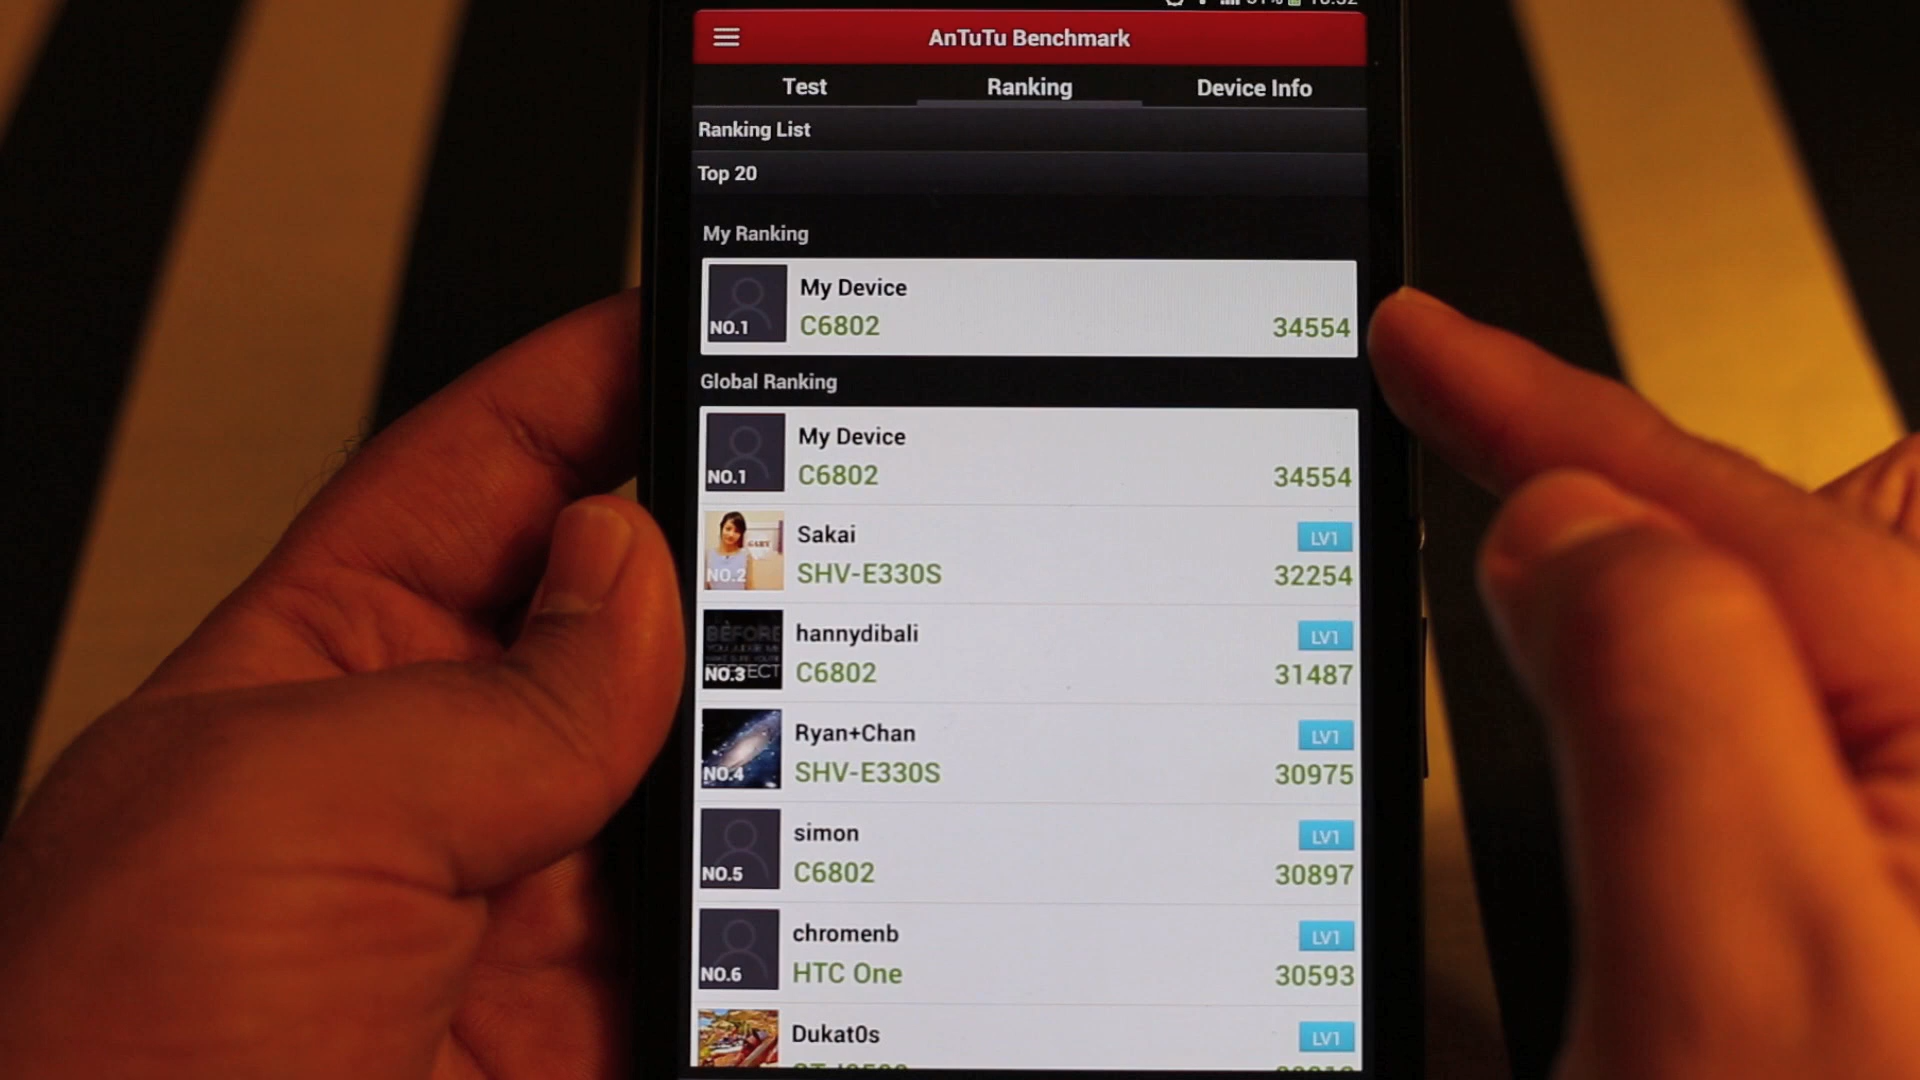 AnTuTu Benchmark
Test Ranking Device Info
Ranking List
Top 20
My Ranking
My Device
NO.1 C6802 34554
Global Ranking
My Device
NO.1 C6802 34554
Sakai LV1
NO.2 SHV-E330S 32254
hannydibali LV1
NO.3 C6802 31487
Ryan+Chan LV1
NO.4 SHV-E330S 30975
simon LV1
NO.5 C6802 30897
chromenb LV1
NO.6 HTC One 30593
Dukat0s LV1